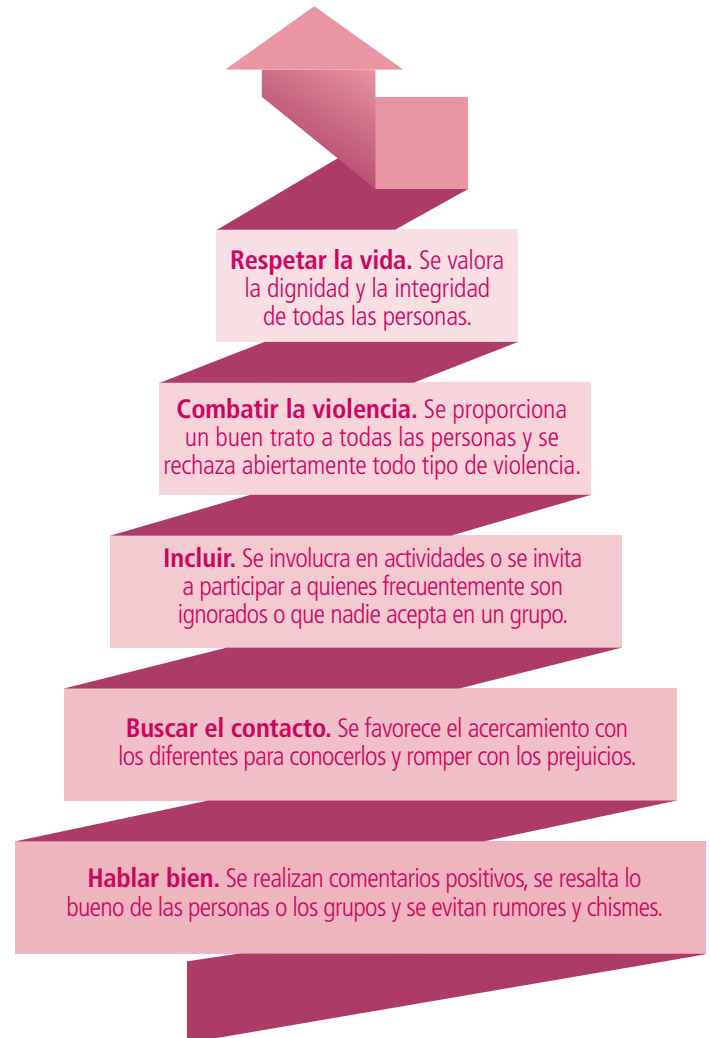 Respetar la vida. Se valora
la dignidad y la integridad
de todas las personas.
Combatir la violencia. Se proporciona
un buen trato a todas las personas y se
rechaza abiertamente todo tipo de violencia.
Incluir. Se involucra en actividades o se invita
a participar a quienes frecuentemente son
ignorados o que nadie acepta en un grupo.
Buscar el contacto. Se favorece el acercamiento con
los diferentes para conocerlos y romper con los prejuicios.
Hablar bien. Se realizan comentarios positivos, se resalta lo
bueno de las personas o los grupos y se evitan rumores y chismes.